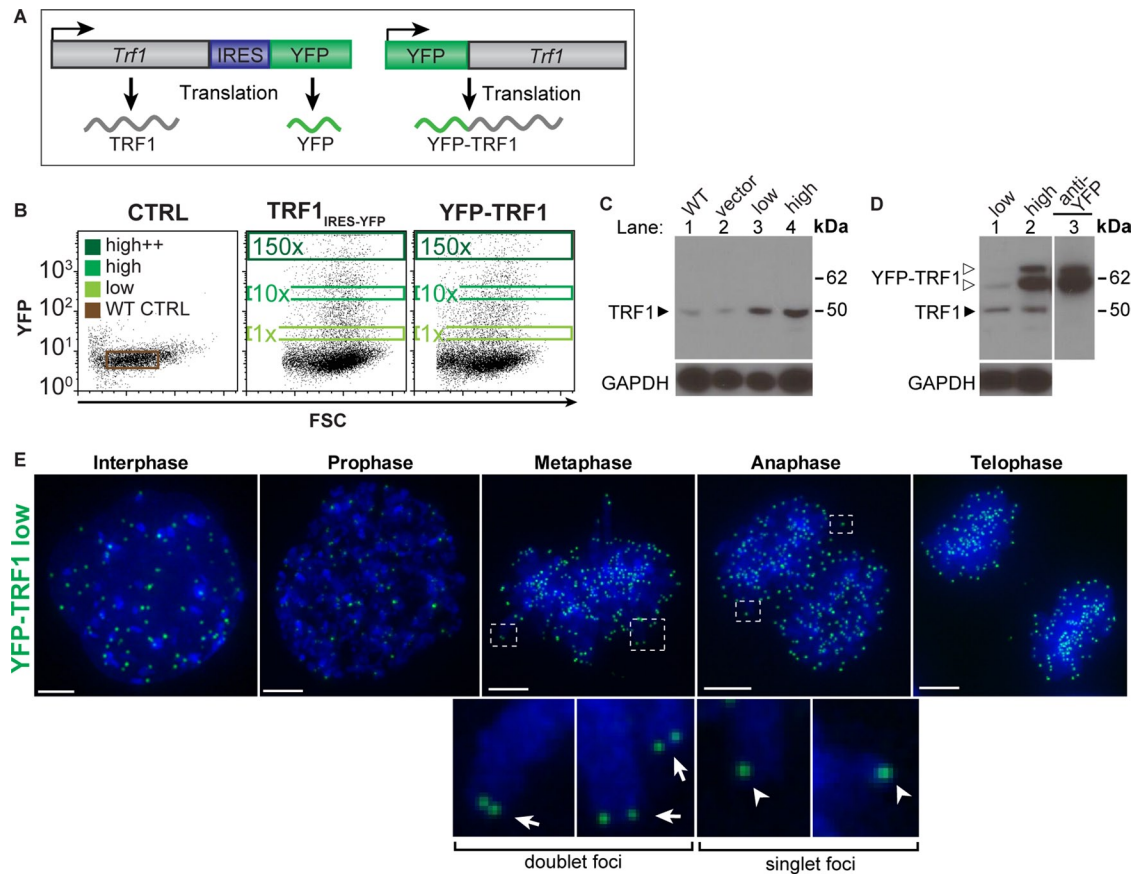 A
Trf1 IRES YFP YFP Trf1
Translation Translation
TRF1 YFP YFP-TRF1
B
CTRL TRF1IRES-YFP YFP-TRF1
high++
high
low
WT CTRL
150x 150x
10x 10x
1x 1x
YFP
10³
10²
10¹
10⁰
FSC
C
WT vector low high
Lane: 1 2 3 4 kDa
TRF1
-62
-50
GAPDH
D
low high anti-YFP
1 2 3 kDa
YFP-TRF1
TRF1
-62
-50
GAPDH
E
Interphase Prophase Metaphase Anaphase Telophase
YFP-TRF1 low
doublet foci singlet foci